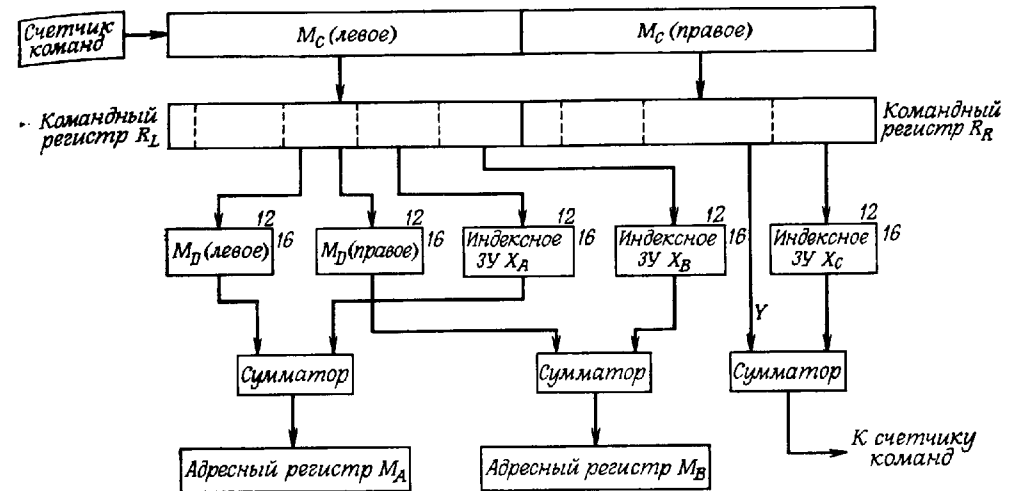 Счетчик
команд
M_C (левое)
M_C (правое)
Командный
регистр R_L
Командный
регистр R_R
12
M_D (левое)
16
12
M_D (правое)
16
12
Индексное
ЗУ X_A
16
12
Индексное
ЗУ X_B
16
12
Индексное
ЗУ X_C
16
Y
Сумматор
Сумматор
Сумматор
Адресный регистр M_A
Адресный регистр M_B
К счетчику
команд